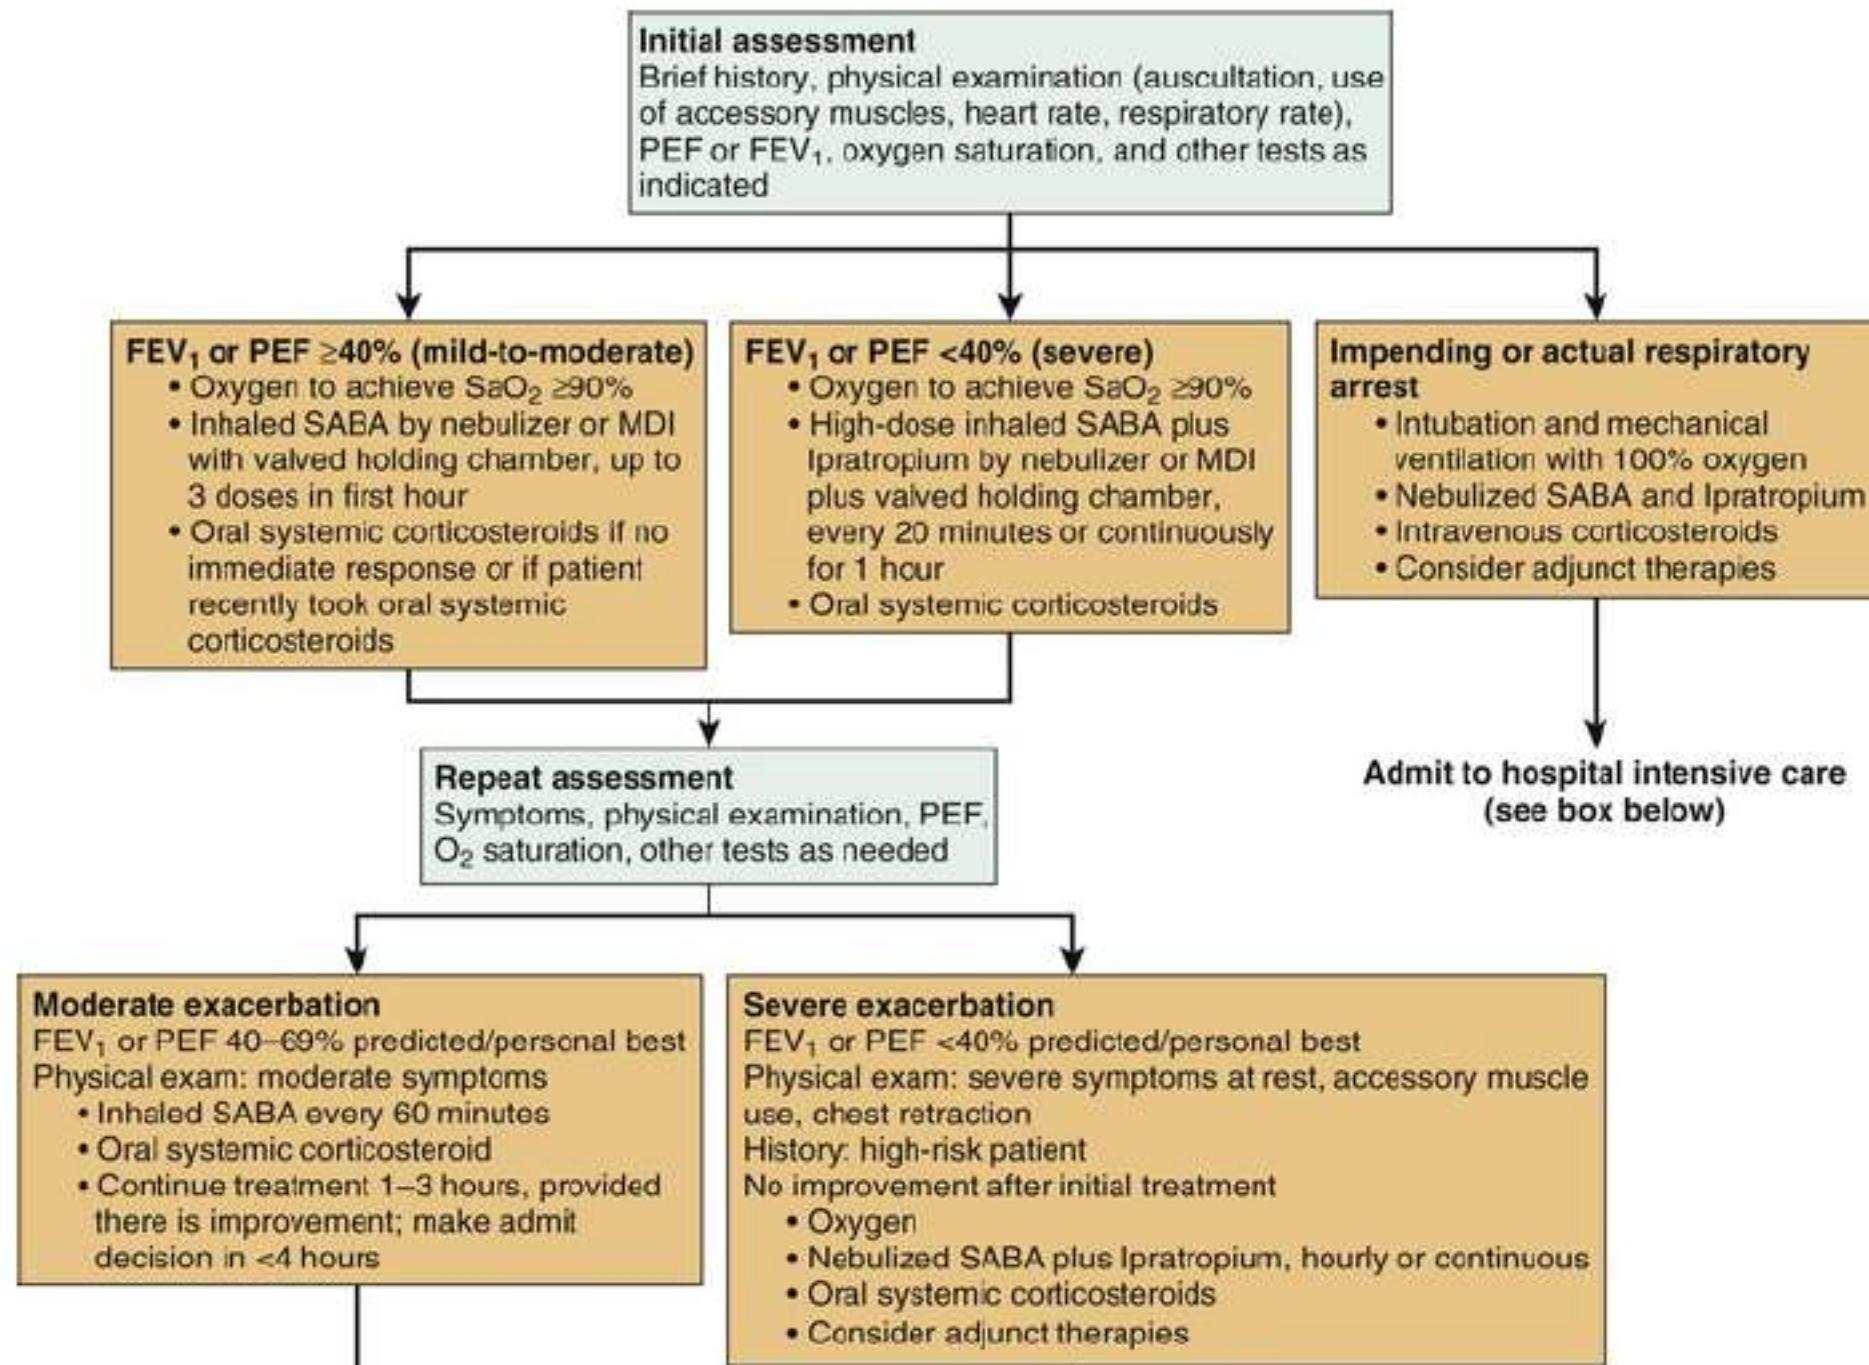 Initial assessment
Brief history, physical examination (auscultation, use
of accessory muscles, heart rate, respiratory rate),
PEF or FEV₁, oxygen saturation, and other tests as
indicated
FEV₁ or PEF ≥40% (mild-to-moderate)
• Oxygen to achieve SaO₂ ≥90%
• Inhaled SABA by nebulizer or MDI
with valved holding chamber, up to
3 doses in first hour
• Oral systemic corticosteroids if no
immediate response or if patient
recently took oral systemic
corticosteroids
FEV₁ or PEF <40% (severe)
• Oxygen to achieve SaO₂ ≥90%
• High-dose inhaled SABA plus
Ipratropium by nebulizer or MDI
plus valved holding chamber,
every 20 minutes or continuously
for 1 hour
• Oral systemic corticosteroids
Impending or actual respiratory
arrest
• Intubation and mechanical
ventilation with 100% oxygen
• Nebulized SABA and Ipratropium
• Intravenous corticosteroids
• Consider adjunct therapies
Repeat assessment
Symptoms, physical examination, PEF,
O₂ saturation, other tests as needed
Admit to hospital intensive care
(see box below)
Moderate exacerbation
FEV₁ or PEF 40–69% predicted/personal best
Physical exam: moderate symptoms
• Inhaled SABA every 60 minutes
• Oral systemic corticosteroid
• Continue treatment 1–3 hours, provided
there is improvement; make admit
decision in <4 hours
Severe exacerbation
FEV₁ or PEF <40% predicted/personal best
Physical exam: severe symptoms at rest, accessory muscle
use, chest retraction
History: high-risk patient
No improvement after initial treatment
• Oxygen
• Nebulized SABA plus Ipratropium, hourly or continuous
• Oral systemic corticosteroids
• Consider adjunct therapies